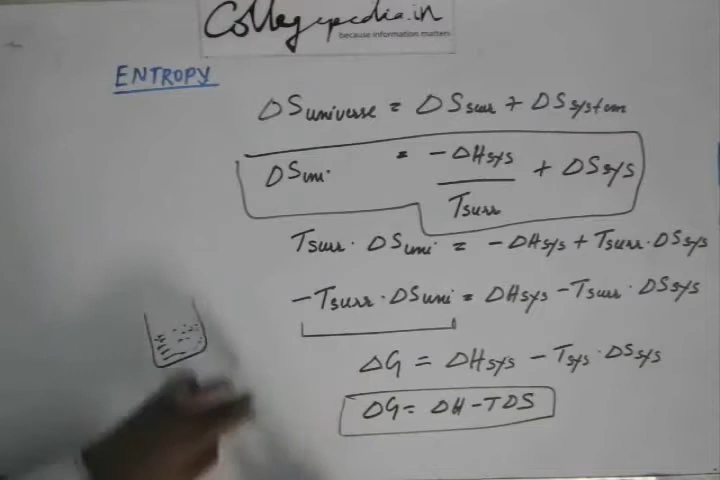 Collegepedia.in
because information matters
ENTROPY
ΔSuniverse = ΔSsurr + ΔSsystem
ΔSuni. = -ΔHsys / Tsurr + ΔSsys
Tsurr · ΔSuni = -ΔHsys + Tsurr · ΔSsys
-Tsurr · ΔSuni = ΔHsys - Tsurr · ΔSsys
ΔG = ΔHsys - Tsys · ΔSsys
ΔG = ΔH - TΔS